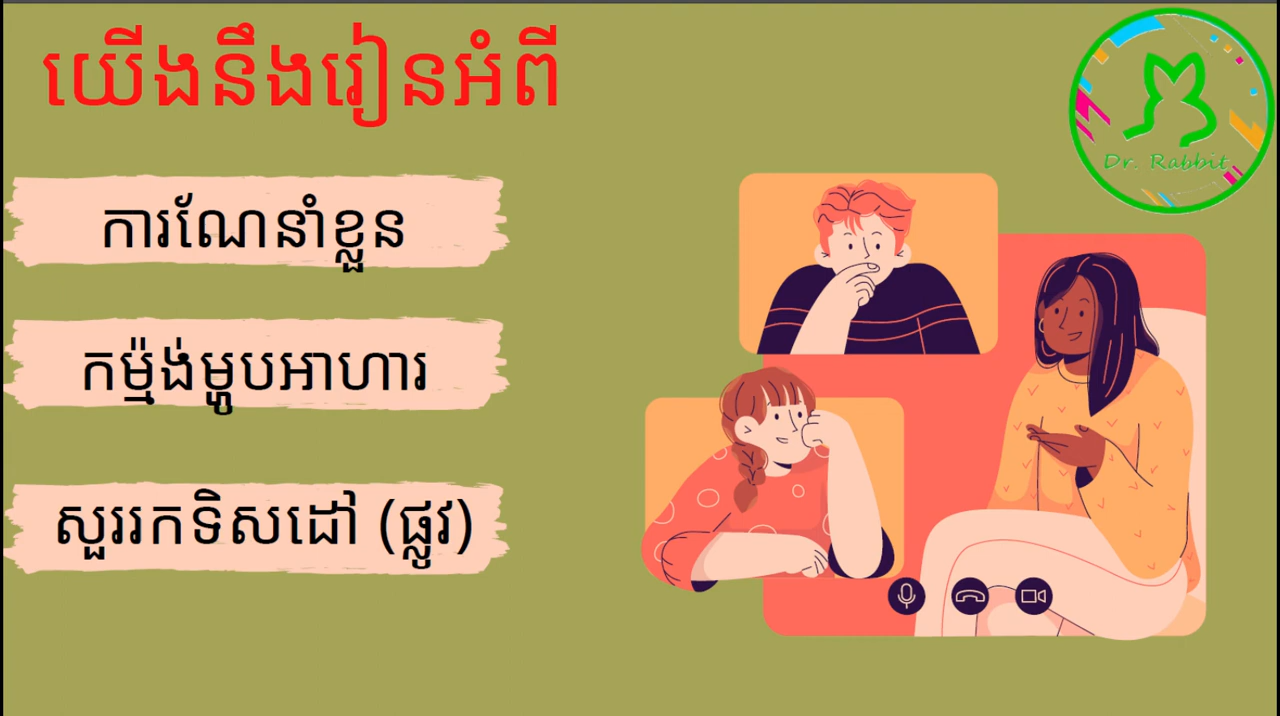 យើងនឹងរៀនអំពី
Dr. Rabbit
ការណែនាំខ្លួន
កម្ម៉ង់ម្ហូបអាហារ
សួររកទិសដៅ (ផ្លូវ)